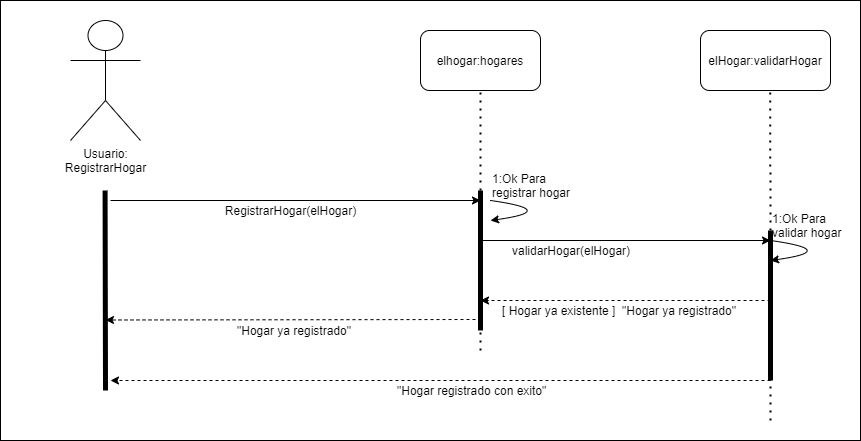 elhogar:hogares
elHogar:validarHogar
Usuario:
RegistrarHogar
1:Ok Para
registrar hogar
RegistrarHogar(elHogar)
1:Ok Para
validar hogar
validarHogar(elHogar)
[ Hogar ya existente ]  "Hogar ya registrado"
"Hogar ya registrado"
"Hogar registrado con exito"